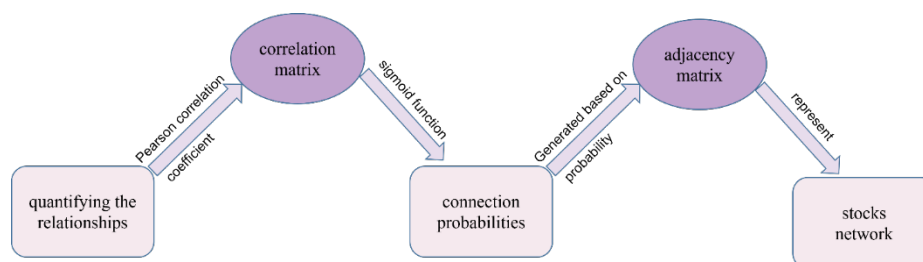 quantifying the
relationships
Pearson correlation
coefficient
correlation
matrix
sigmoid function
connection
probabilities
Generated based on
probability
adjacency
matrix
represent
stocks
network